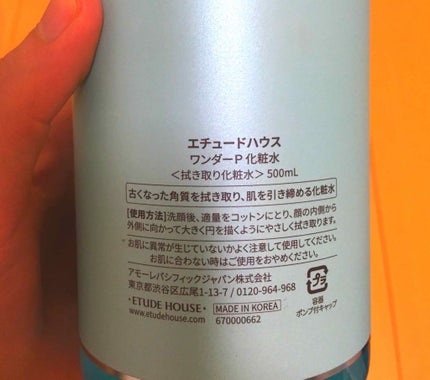 エチュードハウス
ワンダーP 化粧水
＜拭き取り化粧水＞ 500mL
古くなった角質を拭き取り、肌を引き締める化粧水
【使用方法】洗顔後、適量をコットンにとり、顔の内側から
外側に向かって大きく円を描くようにやさしく拭き取ります。
お肌に異常が生じていないかよく注意して使用してください。
お肌に合わない時はご使用をおやめください。
アモーレパシフィックジャパン株式会社
東京都渋谷区広尾1-13-7 / 0120-964-968
・ETUDE HOUSE・ MADE IN KOREA
www.etudehouse.com 670000662
プラ
容器
ポンプ付キャップ